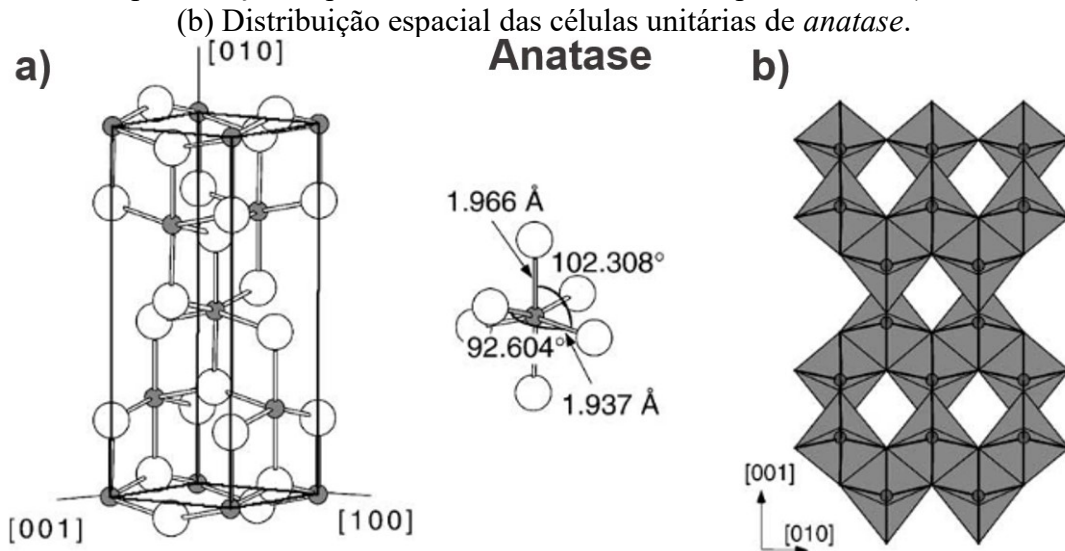 (b) Distribuição espacial das células unitárias de anatase.
a)
[010]
Anatase
b)
1.966 Å
102.308°
92.604°
1.937 Å
[001]
[100]
[001]
[010]